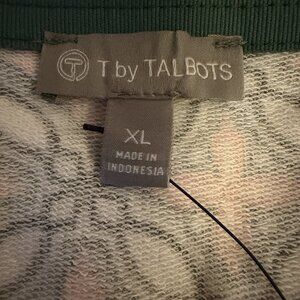 T by TALBOTS
XL
MADE IN
INDONESIA